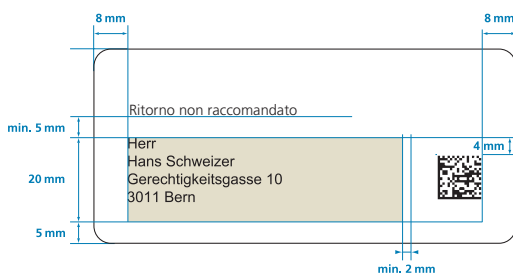 8 mm
8 mm
Ritorno non raccomandato
min. 5 mm
Herr
4 mm
Hans Schweizer
20 mm
Gerechtigkeitsgasse 10
3011 Bern
5 mm
min. 2 mm